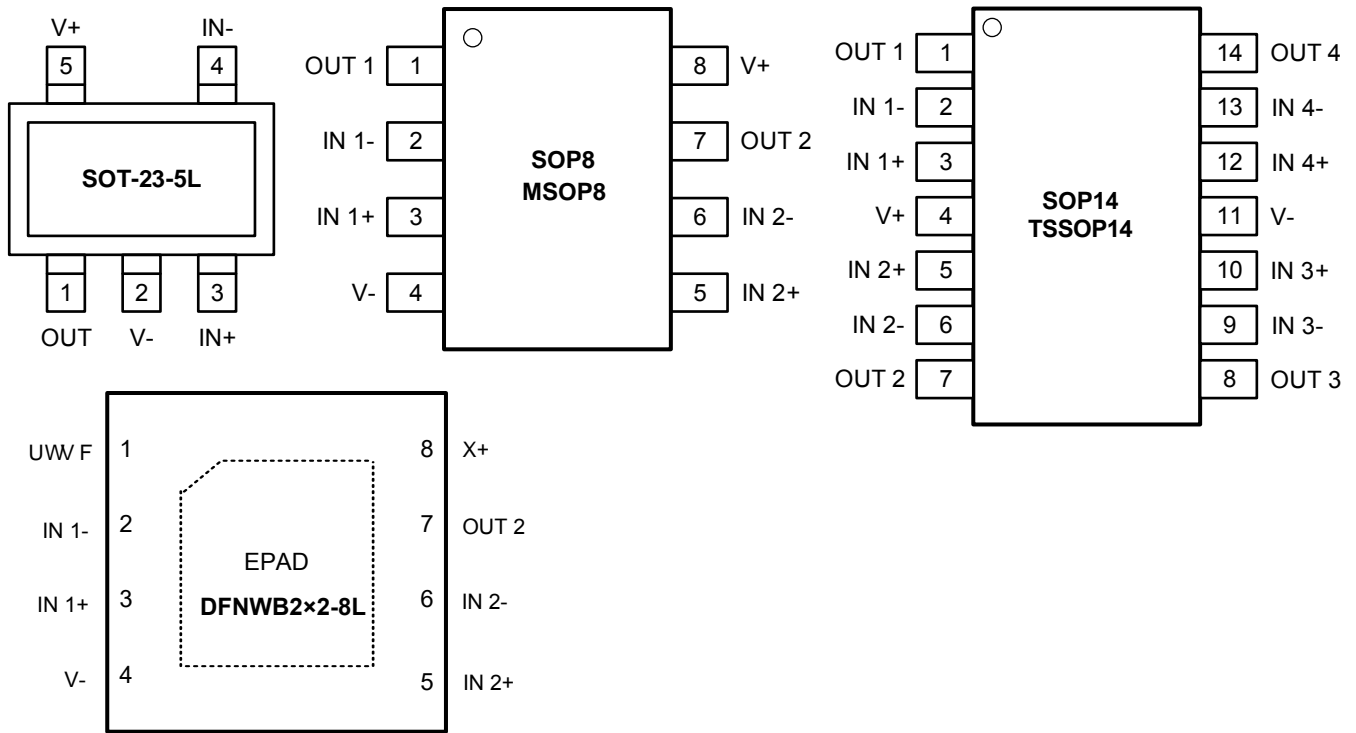 V+ IN-
5 4
SOT-23-5L
1 2 3
OUT V- IN+
OUT 1 1 8 V+
IN 1- 2 7 OUT 2
SOP8
MSOP8
IN 1+ 3 6 IN 2-
V- 4 5 IN 2+
OUT 1 1 14 OUT 4
IN 1- 2 13 IN 4-
IN 1+ 3 12 IN 4+
SOP14
V+ 4 11 V-
TSSOP14
IN 2+ 5 10 IN 3+
IN 2- 6 9 IN 3-
OUT 2 7 8 OUT 3
UWV F 1 8 X+
IN 1- 2 7 OUT 2
EPAD
DFNWB2×2-8L
IN 1+ 3 6 IN 2-
V- 4 5 IN 2+